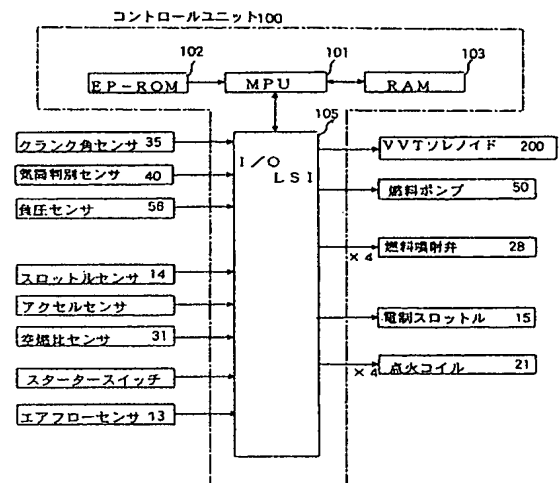 コントロールユニット100
102
101
103
EP-ROM
MPU
RAM
105
I/O
LSI
クランク角センサ 35
気筒判別センサ 40
負圧センサ 56
スロットルセンサ 14
アクセルセンサ
空燃比センサ 31
スタータースイッチ
エアフローセンサ 13
VVTソレノイド 200
燃料ポンプ 50
×4
燃料噴射弁 28
電制スロットル 15
×4
点火コイル 21